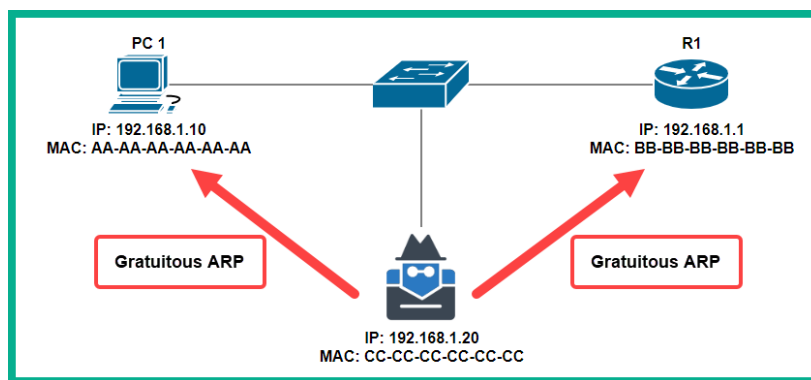 PC 1
R1
IP: 192.168.1.10
MAC: AA-AA-AA-AA-AA-AA
IP: 192.168.1.1
MAC: BB-BB-BB-BB-BB-BB
Gratuitous ARP
Gratuitous ARP
IP: 192.168.1.20
MAC: CC-CC-CC-CC-CC-CC